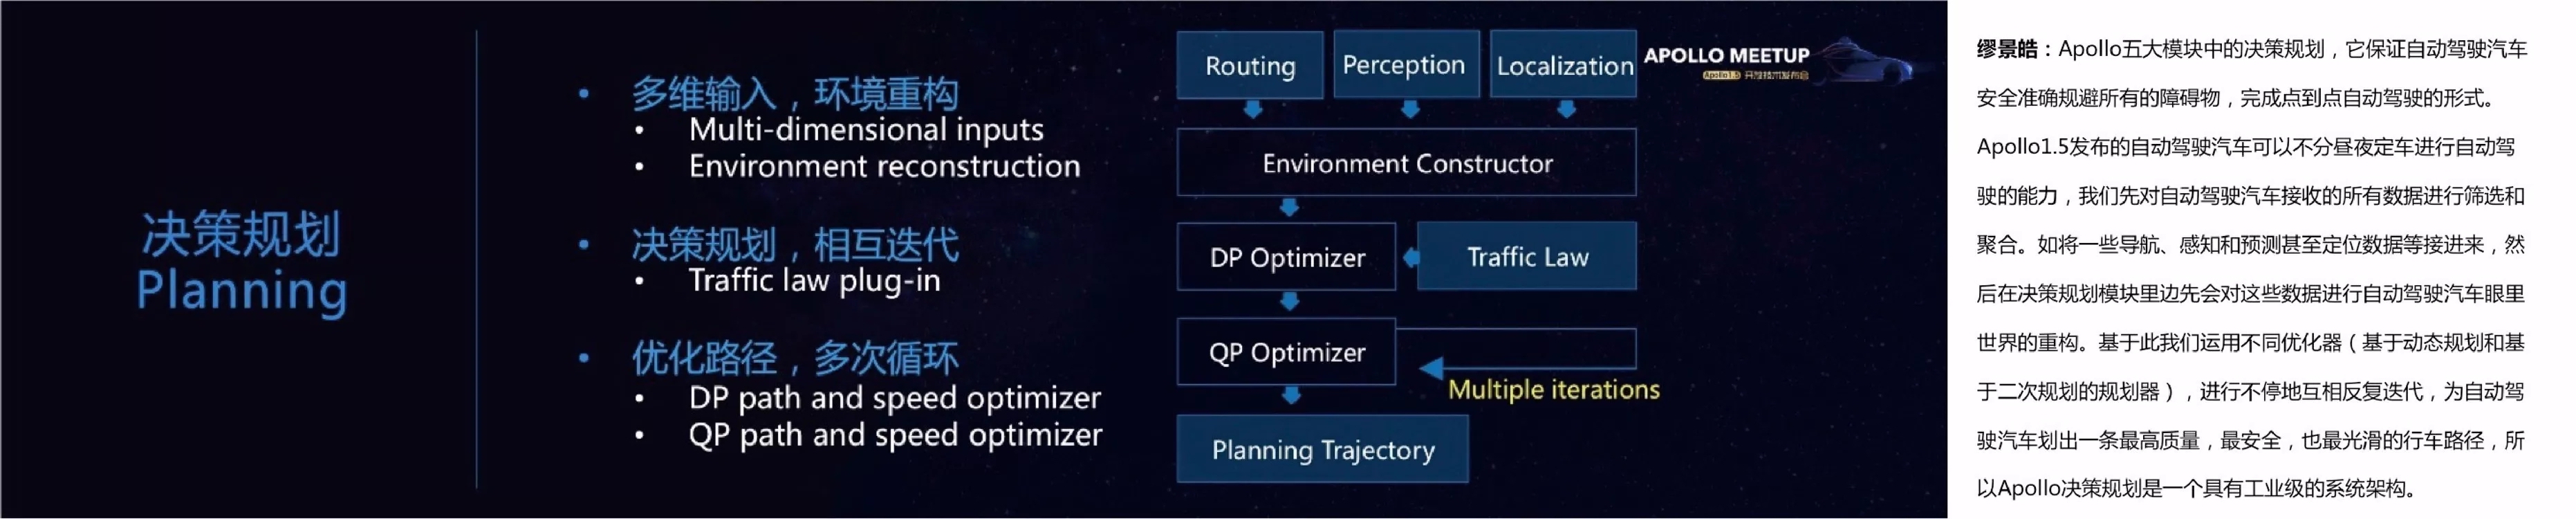 决策规划
Planning
• 多维输入，环境重构
• Multi-dimensional inputs
• Environment reconstruction
• 决策规划，相互迭代
• Traffic law plug-in
• 优化路径，多次循环
• DP path and speed optimizer
• QP path and speed optimizer
Routing
Perception
Localization
Environment Constructor
DP Optimizer
Traffic Law
QP Optimizer
Multiple iterations
Planning Trajectory
APOLLO MEETUP
Apollo1.5 开放技术发布会
缪景皓：Apollo五大模块中的决策规划，它保证自动驾驶汽车
安全准确规避所有的障碍物，完成点到点自动驾驶的形式。
Apollo1.5发布的自动驾驶汽车可以不分昼夜定车进行自动驾
驶的能力，我们先对自动驾驶汽车接收的所有数据进行筛选和
聚合。如将一些导航、感知和预测甚至定位数据等接进来，然
后在决策规划模块里边先会对这些数据进行自动驾驶汽车眼里
世界的重构。基于此我们运用不同优化器（基于动态规划和基
于二次规划的规划器），进行不停地互相反复迭代，为自动驾
驶汽车划出一条最高质量，最安全，也最光滑的行车路径，所
以Apollo决策规划是一个具有工业级的系统架构。